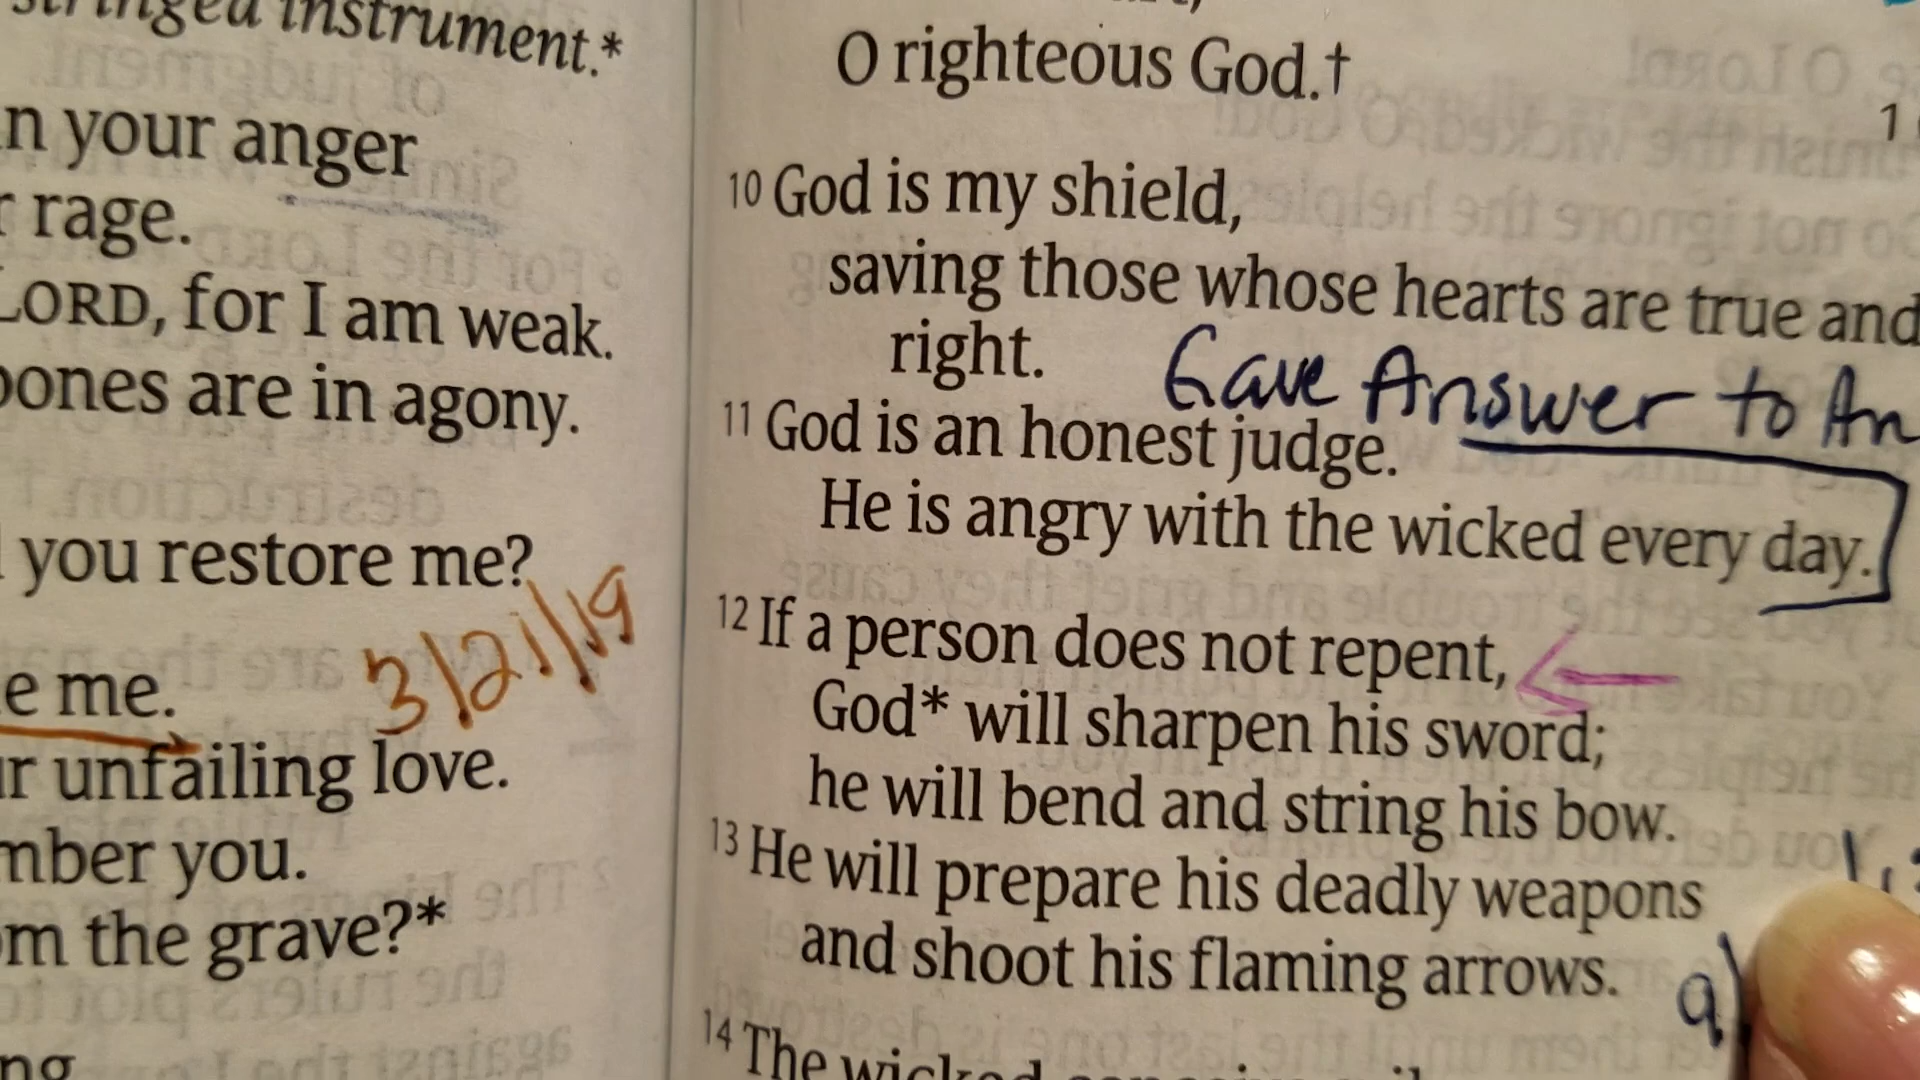 stringed instrument.*
n your anger
rage.
LORD, for I am weak.
bones are in agony.
you restore me?
3/21/19
e me.
r unfailing love.
mber you.
om the grave?*
ng
O righteous God.†
10 God is my shield,
saving those whose hearts are true and
right.
Gave Answer to An
11 God is an honest judge.
He is angry with the wicked every day.
12 If a person does not repent,
God* will sharpen his sword;
he will bend and string his bow.
13 He will prepare his deadly weapons
and shoot his flaming arrows.
14 The wicked